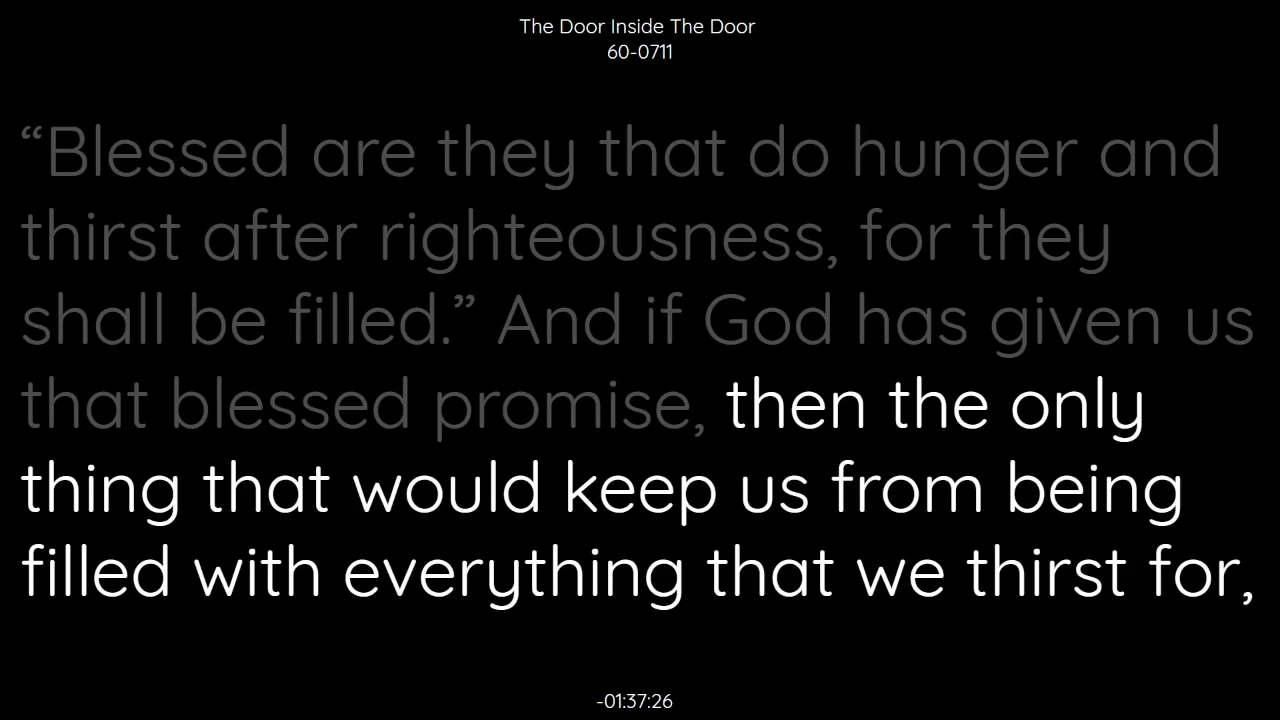 The Door Inside The Door
60-0711
“Blessed are they that do hunger and
thirst after righteousness, for they
shall be filled.” And if God has given us
that blessed promise, then the only
thing that would keep us from being
filled with everything that we thirst for,
-01:37:26